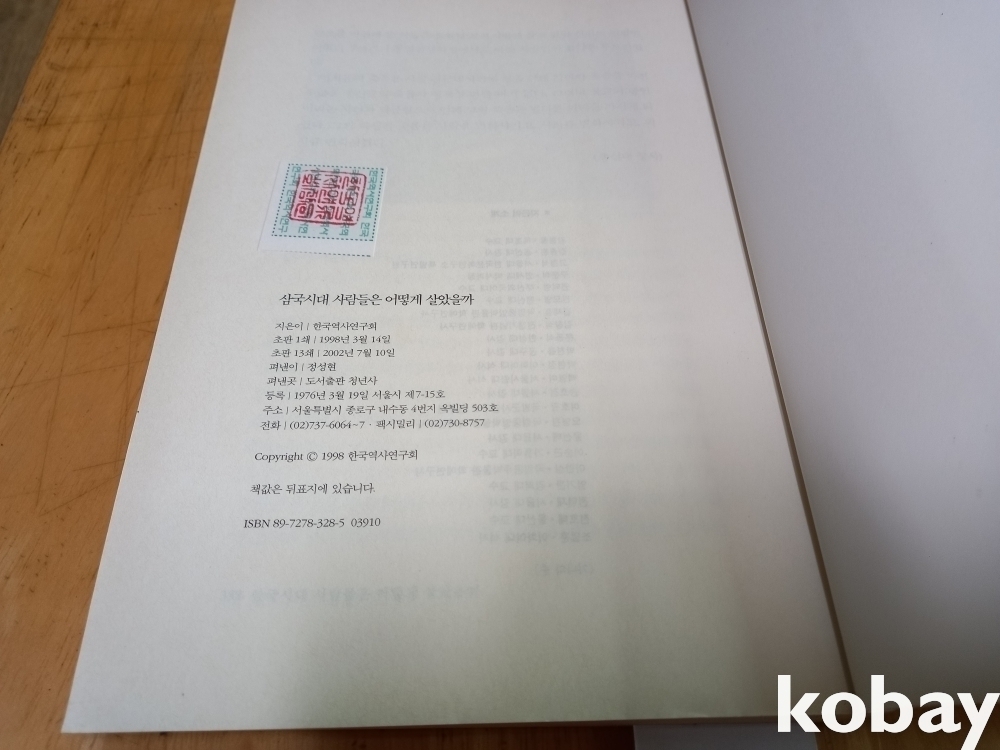 삼국시대 사람들은 어떻게 살았을까
지은이 | 한국역사연구회
초판 1쇄 | 1998년 3월 14일
초판 13쇄 | 2002년 7월 10일
펴낸이 | 정성현
펴낸곳 | 도서출판 청년사
등록 | 1976년 3월 19일 서울시 제7-15호
주소 | 서울특별시 종로구 내수동 4번지 옥빌딩 503호
전화 | (02)737-6064~7 · 팩시밀리 | (02)730-8757
Copyright © 1998 한국역사연구회
책값은 뒤표지에 있습니다.
ISBN 89-7278-328-5 03910
kobay